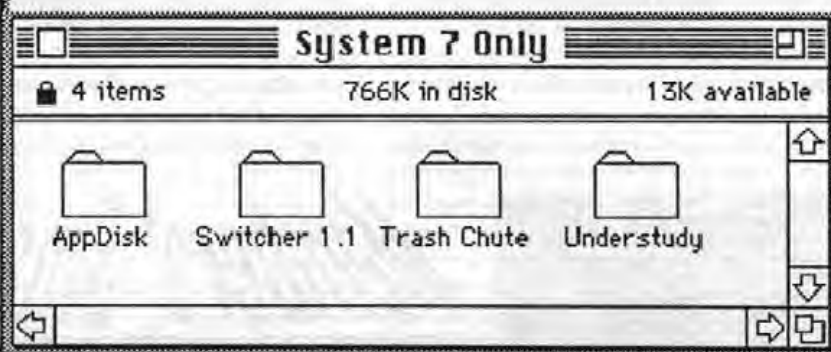 System 7 Only
4 items 766K in disk 13K available
AppDisk Switcher 1.1 Trash Chute Understudy